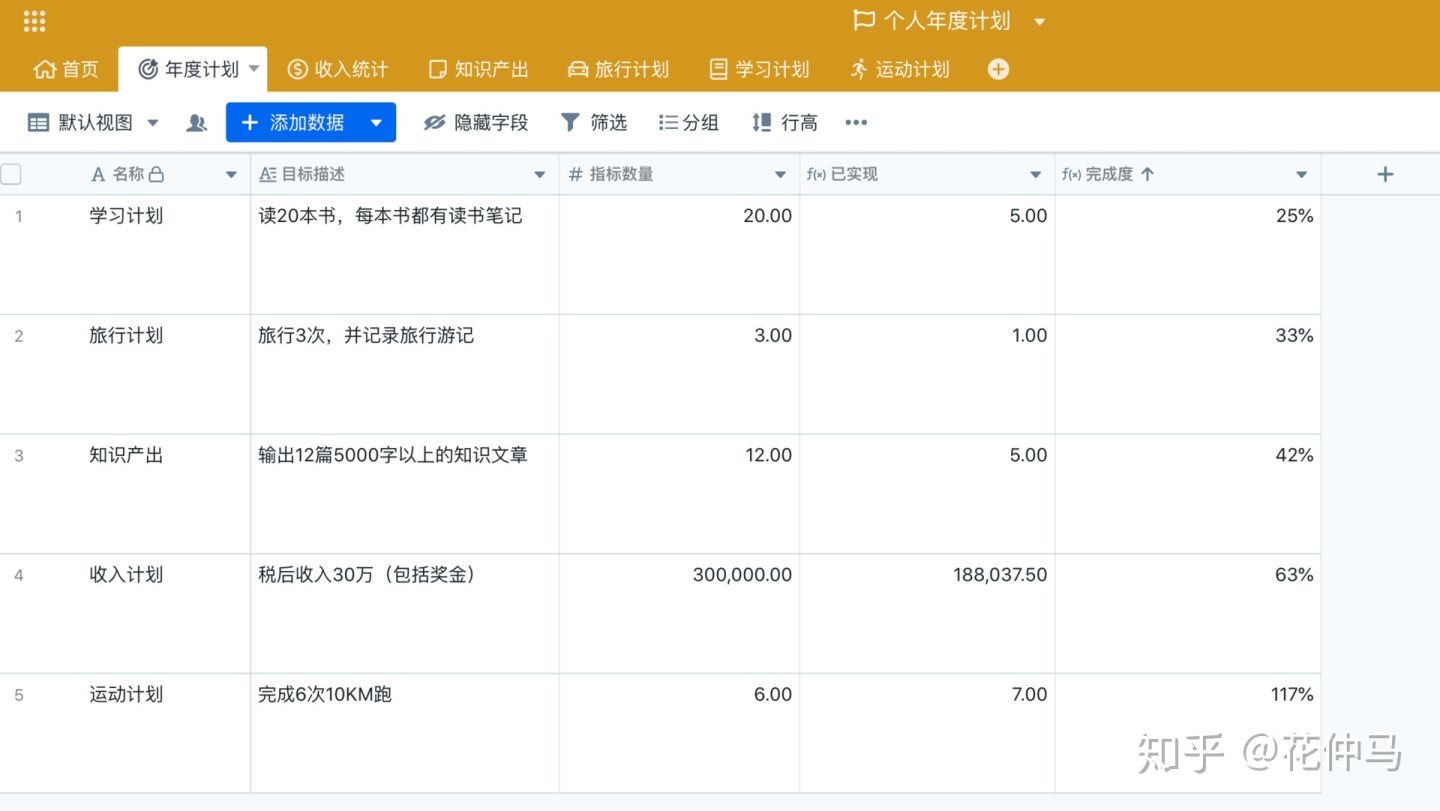 个人年度计划
首页 年度计划 收入统计 知识产出 旅行计划 学习计划 运动计划
默认视图 添加数据 隐藏字段 筛选 分组 行高
名称 目标描述 # 指标数量 f(x) 已实现 f(x) 完成度 ↑
1 学习计划 读20本书，每本书都有读书笔记 20.00 5.00 25%
2 旅行计划 旅行3次，并记录旅行游记 3.00 1.00 33%
3 知识产出 输出12篇5000字以上的知识文章 12.00 5.00 42%
4 收入计划 税后收入30万（包括奖金） 300,000.00 188,037.50 63%
5 运动计划 完成6次10KM跑 6.00 7.00 117%
知乎 @花仲马